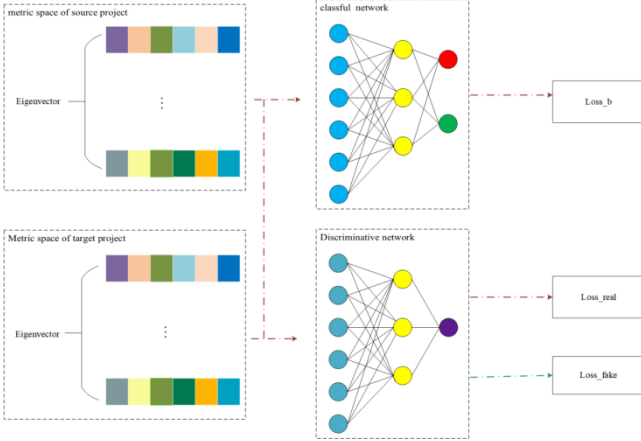 metric space of source project
Eigenvector
classful network
Loss_b
Metric space of target project
Eigenvector
Discriminative network
Loss_real
Loss_fake